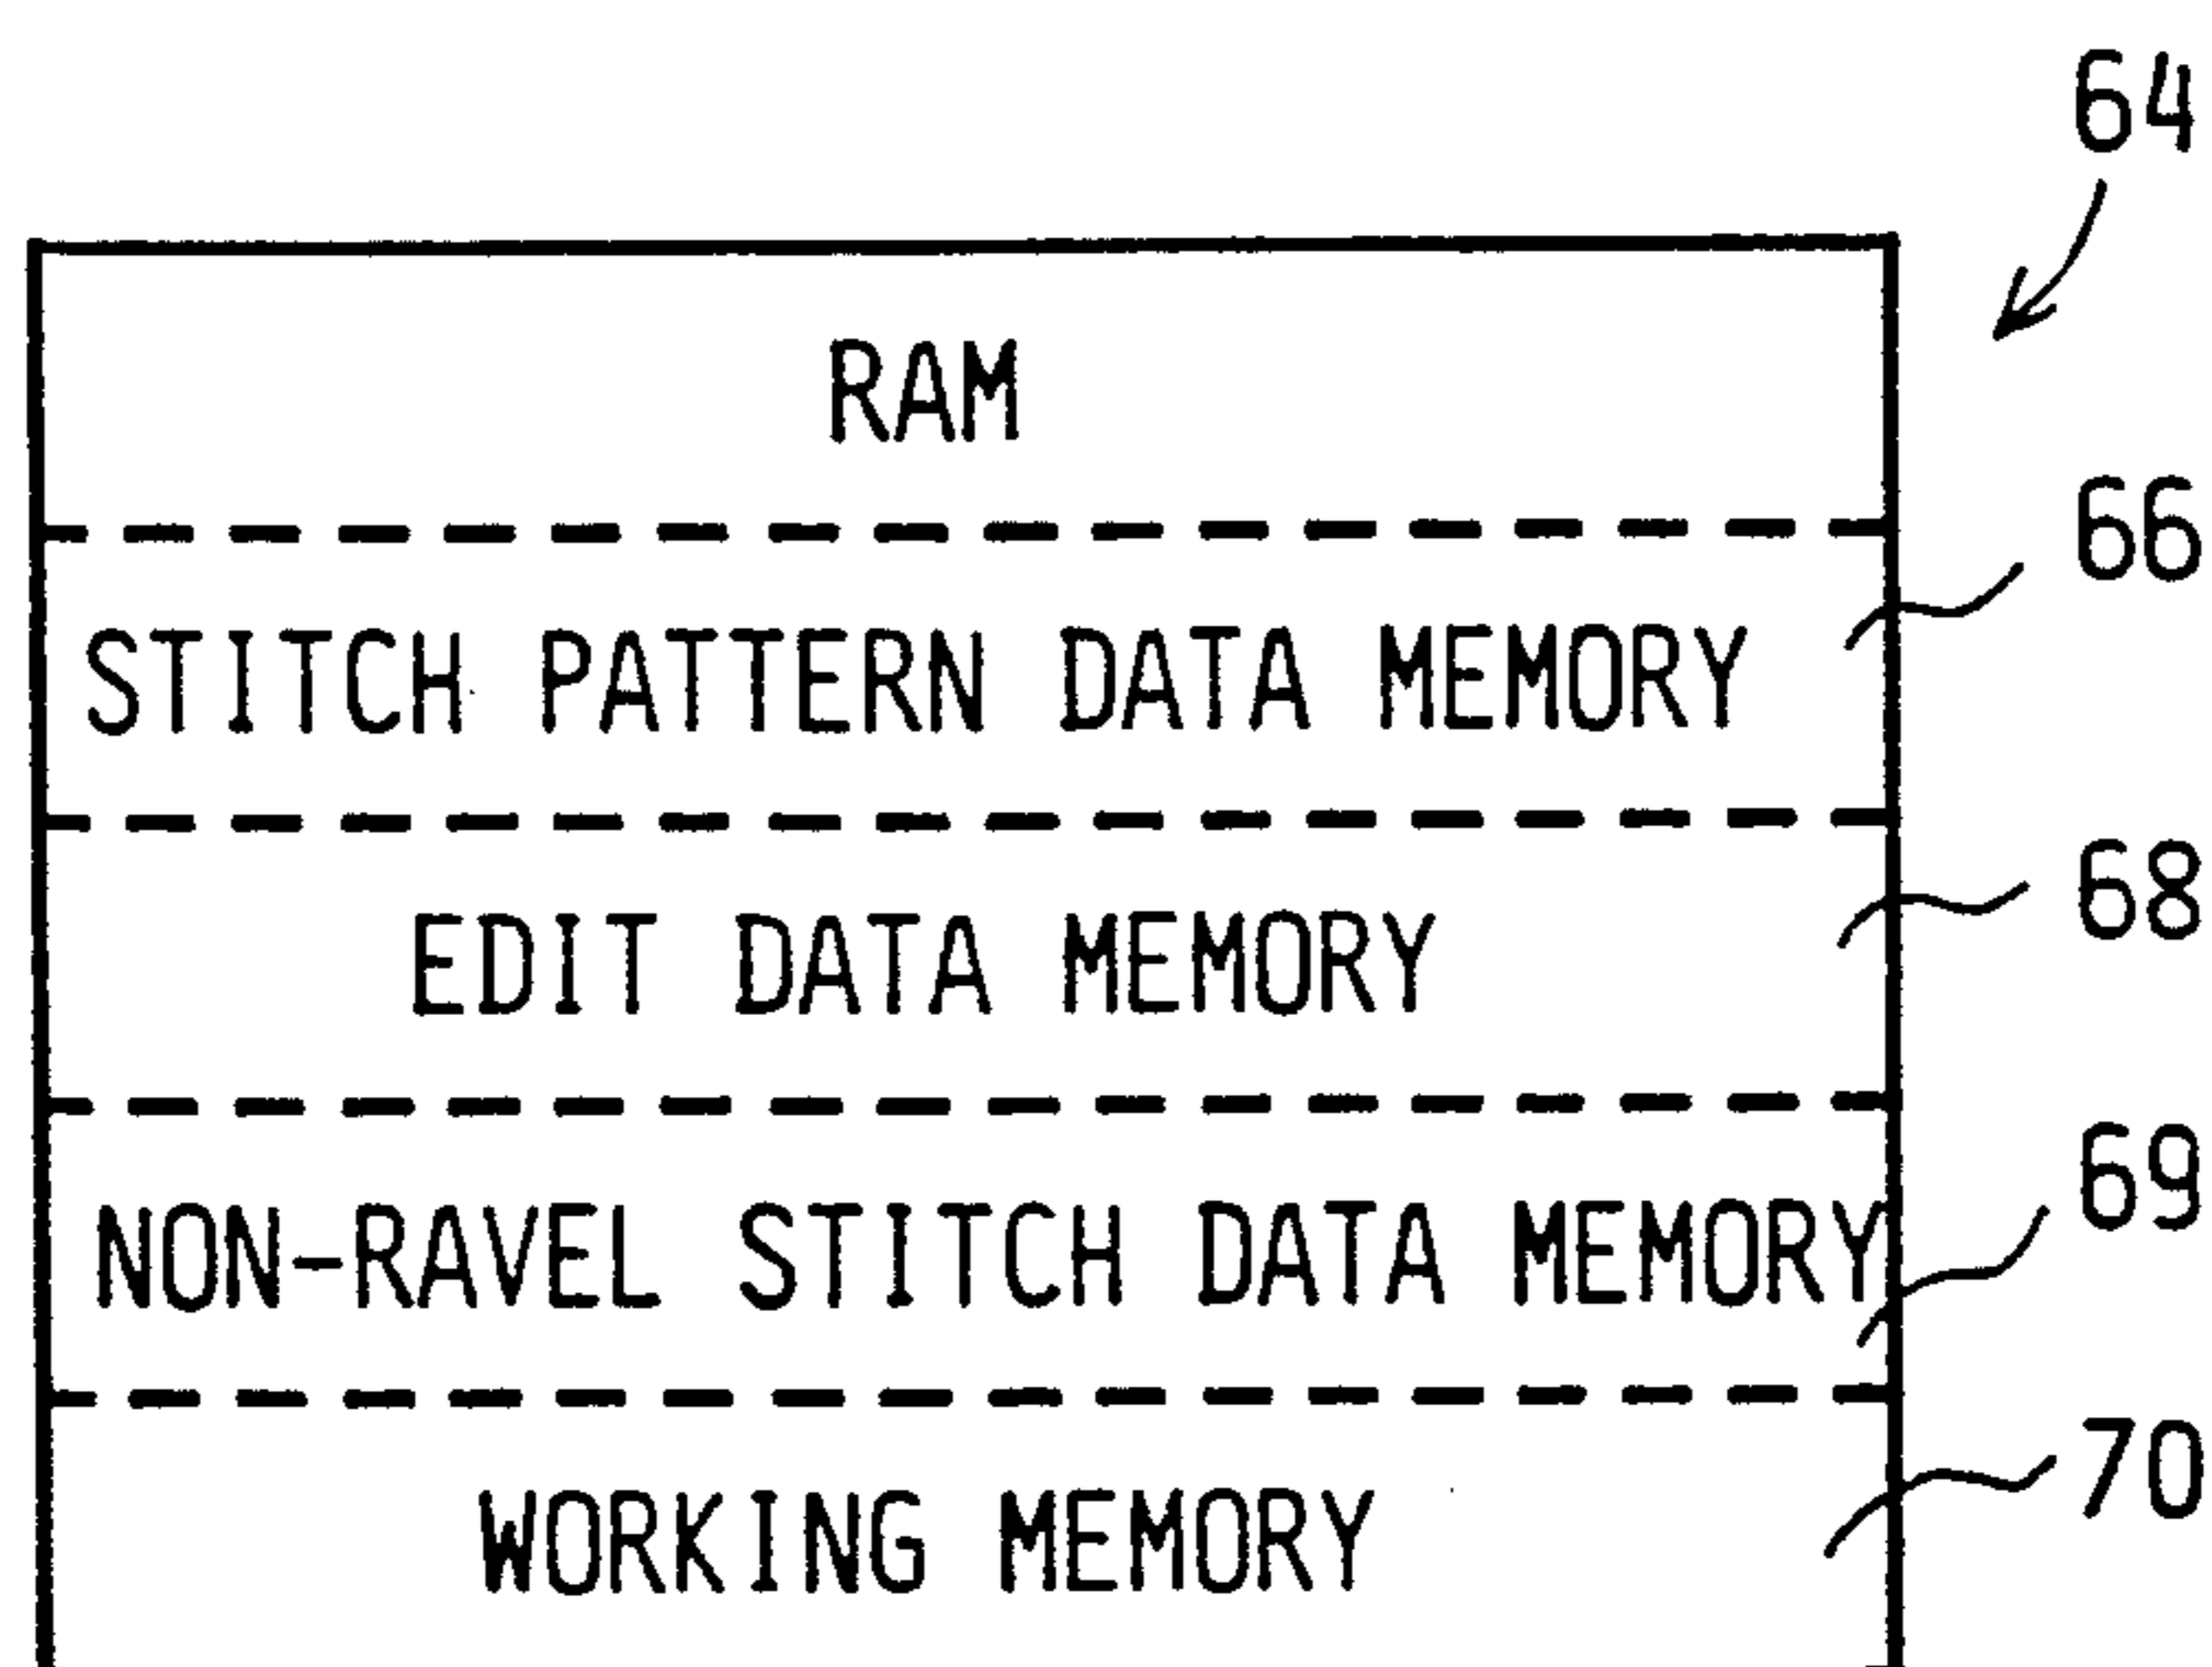 64
RAM
66
STITCH PATTERN DATA MEMORY
68
EDIT DATA MEMORY
69
NON-RAVEL STITCH DATA MEMORY
70
WORKING MEMORY